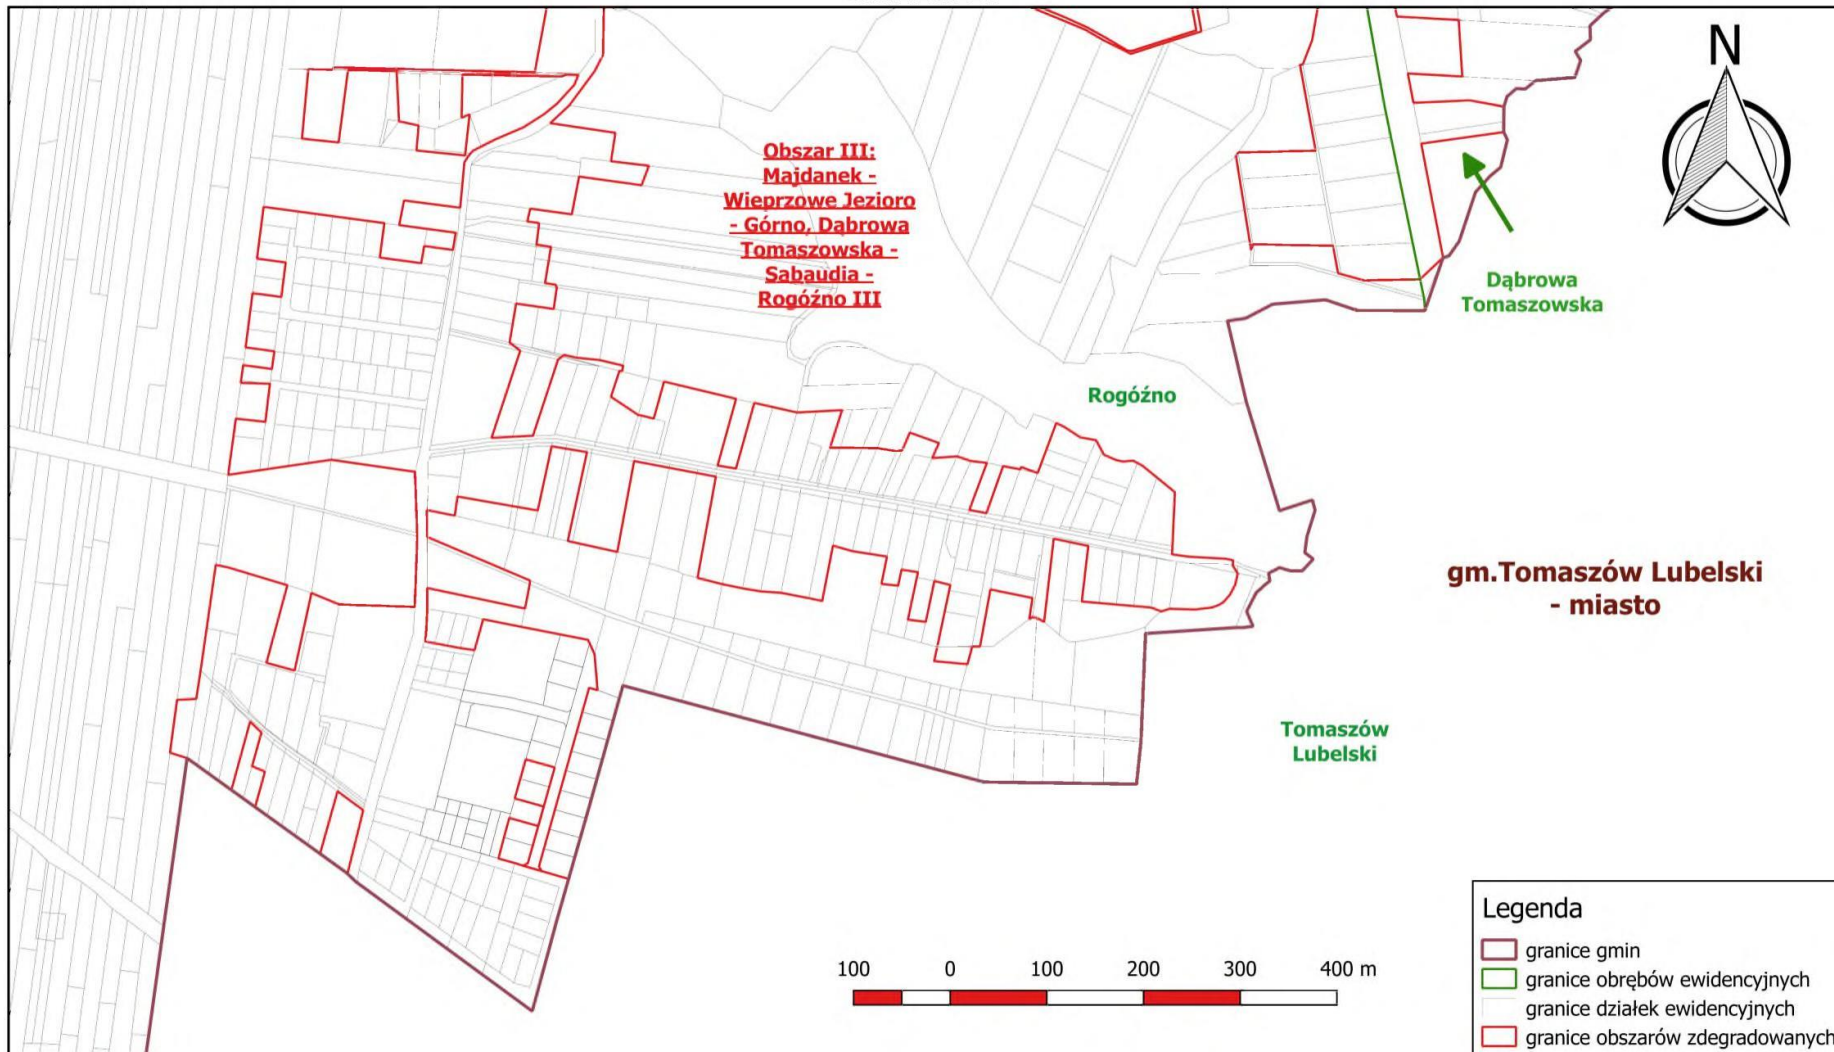 N
Obszar III:
Majdanek -
Wieprzowe Jezioro
- Górno, Dąbrowa
Tomaszowska -
Sabaudia -
Rogóźno III
Dąbrowa
Tomaszowska
Rogóźno
gm.Tomaszów Lubelski
- miasto
Tomaszów
Lubelski
100 0 100 200 300 400 m
Legenda
granice gmin
granice obrębów ewidencyjnych
granice działek ewidencyjnych
granice obszarów zdegradowanych